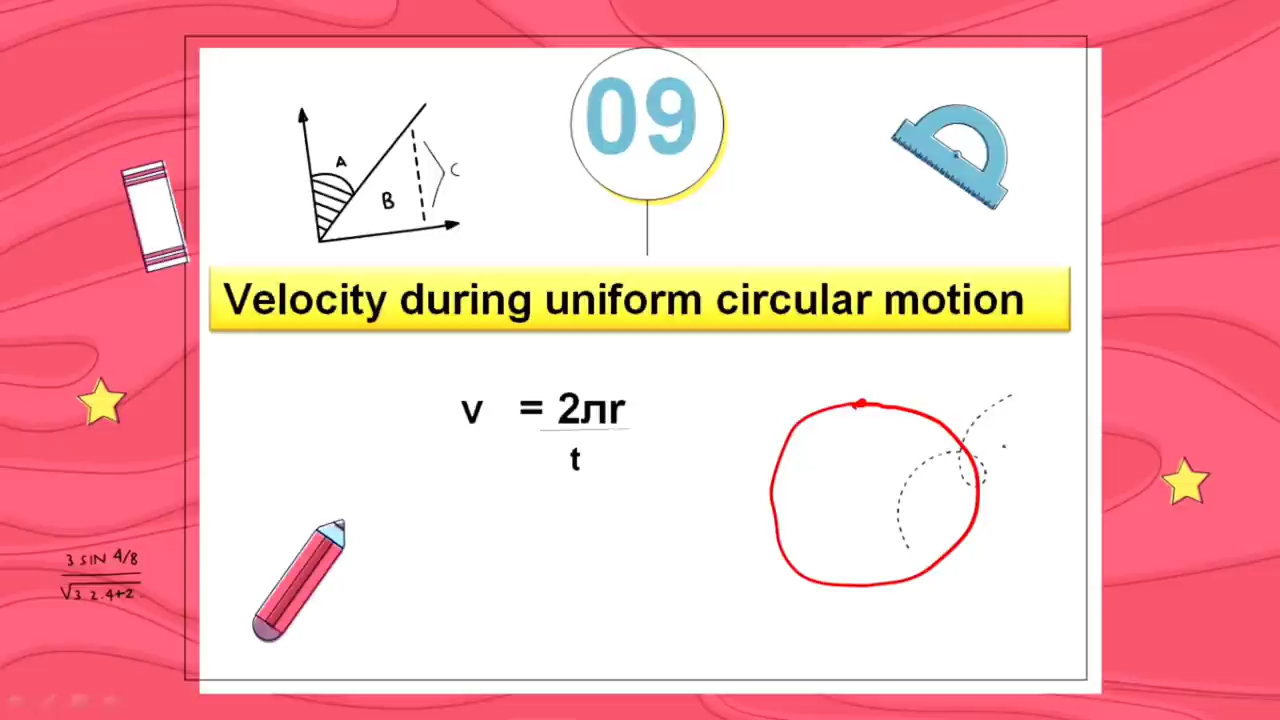 09
A
B
C
Velocity during uniform circular motion
v = 2лr
t
3 SIN 4/8
√3 2.4+2